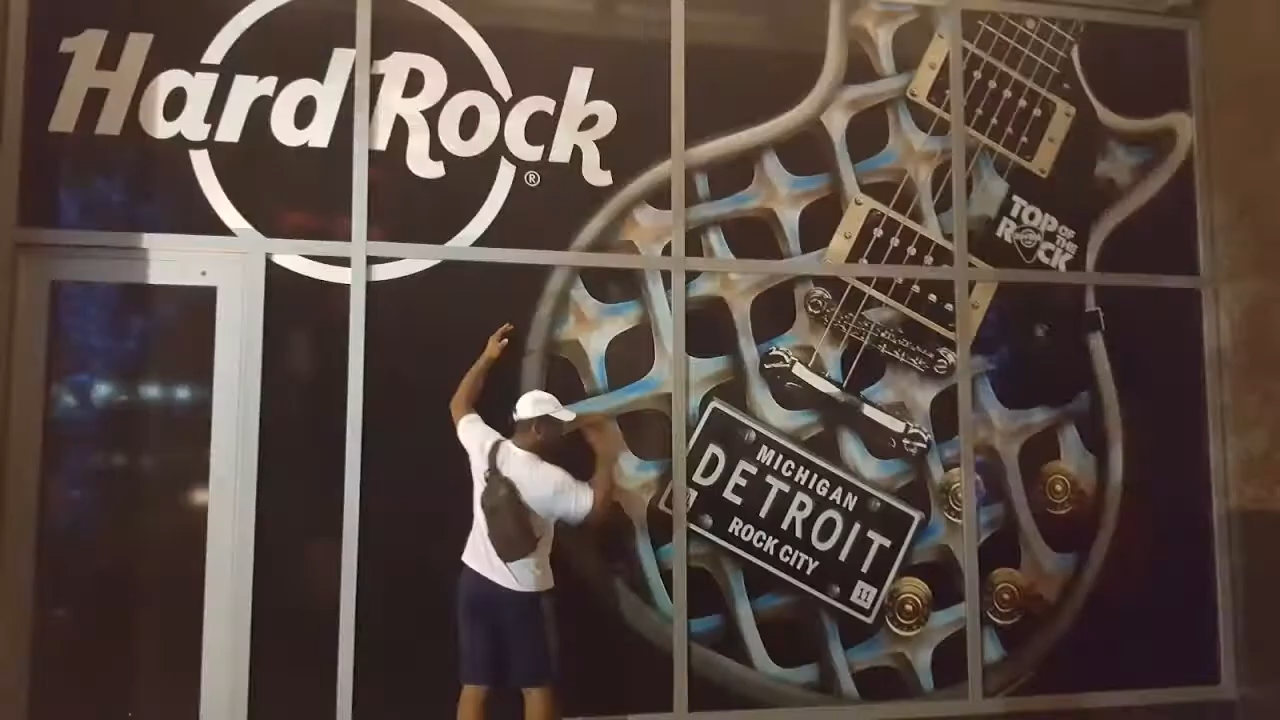 Hard Rock
®
TOP OF THE
ROCK
MICHIGAN
DETROIT
ROCK CITY
11